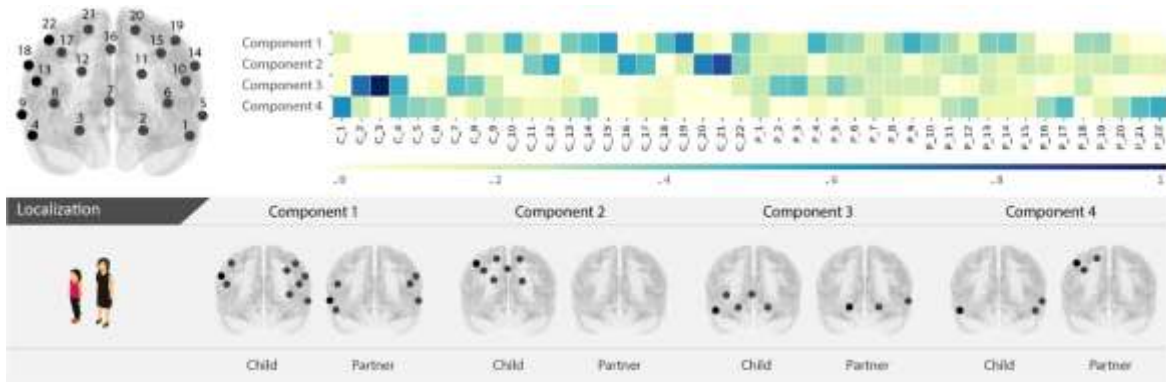 21 20
22 19
17 16 15
18 14
12 11
13 10
8 7 6
9 5
4 3 2 1
Component 1
Component 2
Component 3
Component 4
C_1 C_2 C_3 C_4 C_5 C_6 C_7 C_8 C_9 C_10 C_11 C_12 C_13 C_14 C_15 C_16 C_17 C_18 C_19 C_20 C_21 C_22 P_1 P_2 P_3 P_4 P_5 P_6 P_7 P_8 P_9 P_10 P_11 P_12 P_13 P_14 P_15 P_16 P_17 P_18 P_19 P_20 P_21 P_22
.0 .2 .4 .6 .8 1
Localization Component 1 Component 2 Component 3 Component 4
Child Partner Child Partner Child Partner Child Partner